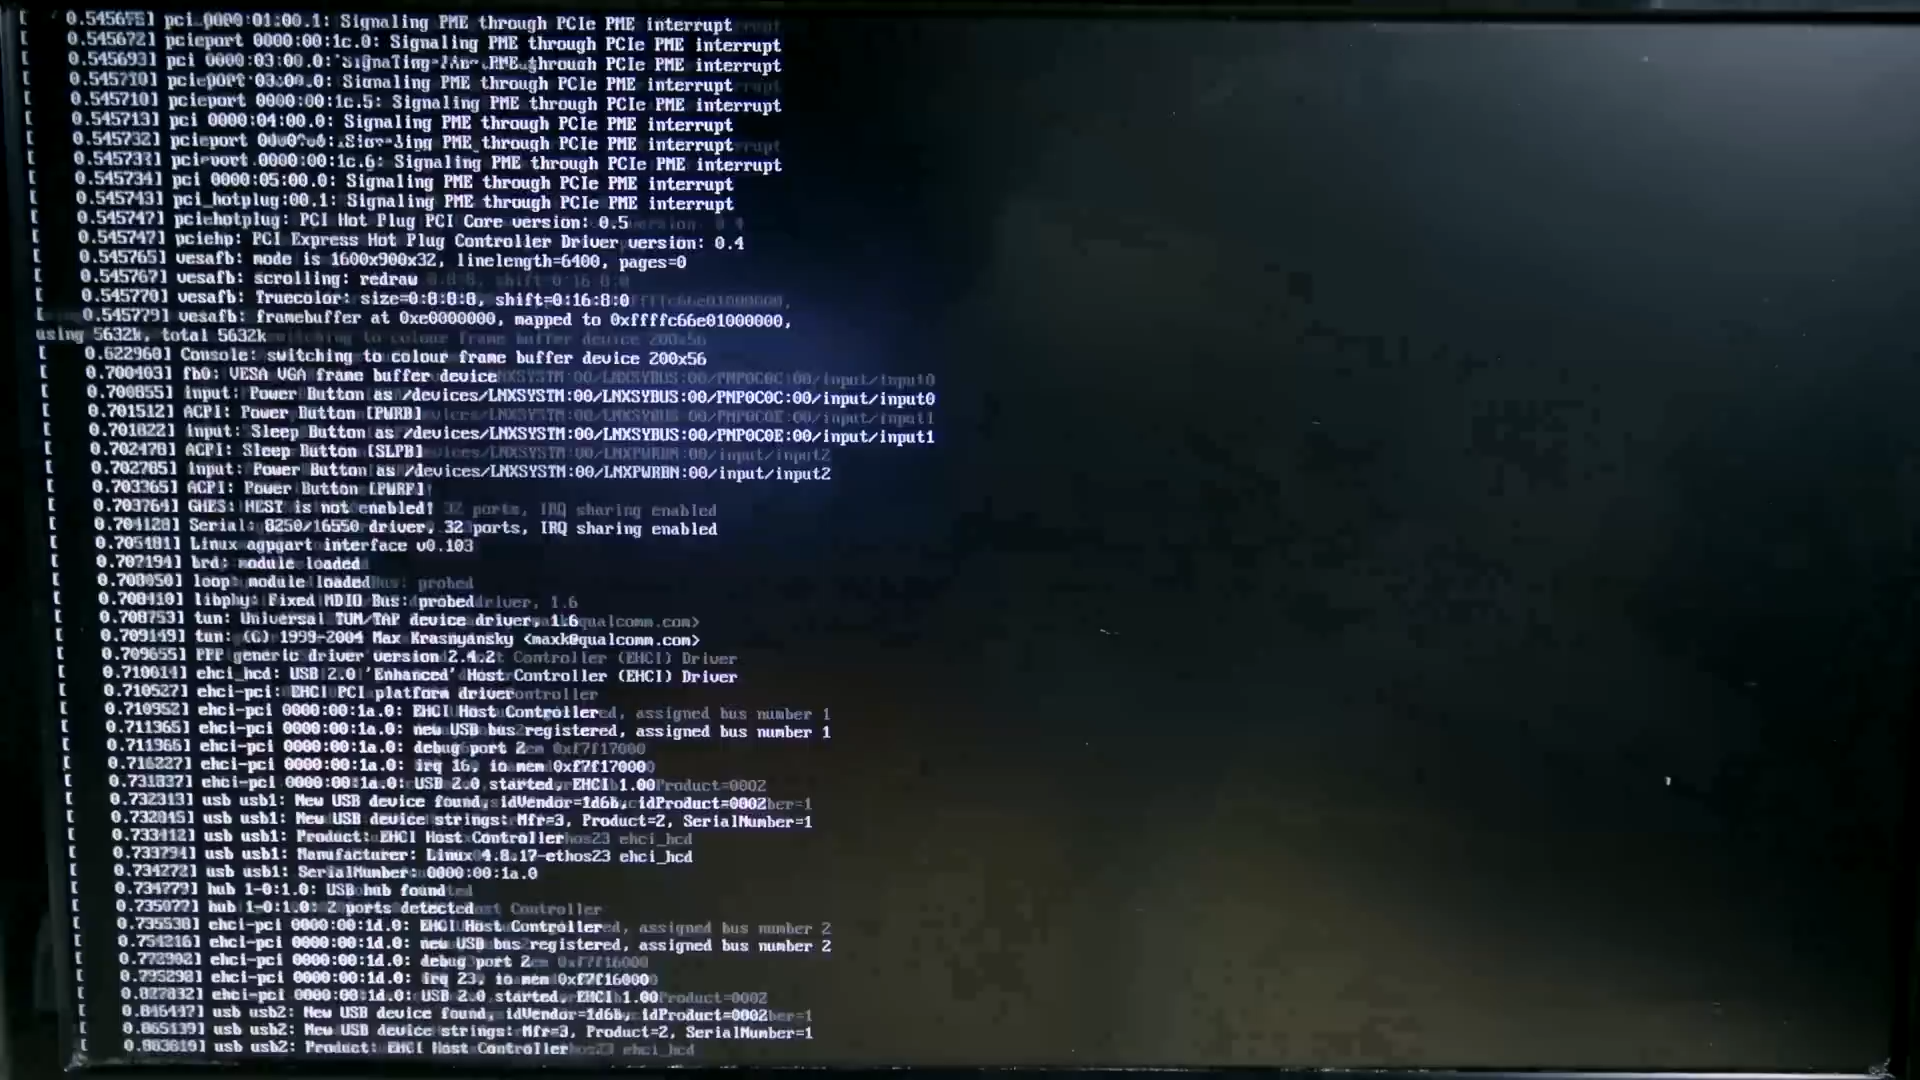 [    0.545675] pci 0000:01:00.1: Signaling PME through PCIe PME interrupt
[    0.545672] pcieport 0000:00:1c.0: Signaling PME through PCIe PME interrupt
[    0.545693] pci 0000:03:00.0: Signaling PME through PCIe PME interrupt
[    0.545710] pcieport 03:00.0: Signaling PME through PCIe PME interrupt
[    0.545710] pcieport 0000:00:1c.5: Signaling PME through PCIe PME interrupt
[    0.545713] pci 0000:04:00.0: Signaling PME through PCIe PME interrupt
[    0.545732] pcieport Signaling PME through PCIe PME interrupt
[    0.545733] pcieport 0000:00:1c.6: Signaling PME through PCIe PME interrupt
[    0.545734] pci 0000:05:00.0: Signaling PME through PCIe PME interrupt
[    0.545743] pci_hotplug:00.1: Signaling PME through PCIe PME interrupt
[    0.545747] pciehotplug: PCI Hot Plug PCI Core version: 0.5
[    0.545747] pciehp: PCI Express Hot Plug Controller Driver version: 0.4
[    0.545765] vesafb: mode is 1600x900x32, linelength=6400, pages=0
[    0.545767] vesafb: scrolling: redraw
[    0.545770] vesafb: Truecolor: size=0:8:8:8, shift=0:16:8:0
[    0.545779] vesafb: framebuffer at 0xe0000000, mapped to 0xffffc66e01000000,
using 5632k, total 5632k
[    0.622960] Console: switching to colour frame buffer device 200x56
[    0.700403] fb0: VESA VGA frame buffer device
[    0.700855] input: Power Button as /devices/LNXSYSTM:00/LNXSYBUS:00/PNP0C0C:00/input/input0
[    0.701512] ACPI: Power Button [PWRB]
[    0.701822] input: Sleep Button as /devices/LNXSYSTM:00/LNXSYBUS:00/PNP0C0E:00/input/input1
[    0.702478] ACPI: Sleep Button [SLPB]
[    0.702785] input: Power Button as /devices/LNXSYSTM:00/LNXPWRBN:00/input/input2
[    0.703365] ACPI: Power Button [PWRF]
[    0.703764] GHES: HEST is not enabled!
[    0.704128] Serial: 8250/16550 driver, 32 ports, IRQ sharing enabled
[    0.705481] Linux agpgart interface v0.103
[    0.707194] brd: module loaded
[    0.708050] loop: module loaded
[    0.708410] libphy: Fixed MDIO Bus: probed
[    0.708753] tun: Universal TUN/TAP device driver, 1.6
[    0.709149] tun: (C) 1999-2004 Max Krasnyansky <maxk@qualcomm.com>
[    0.709655] PPP generic driver version 2.4.2
[    0.710014] ehci_hcd: USB 2.0 'Enhanced' Host Controller (EHCI) Driver
[    0.710527] ehci-pci: EHCI PCI platform driver
[    0.710952] ehci-pci 0000:00:1a.0: EHCI Host Controller
[    0.711365] ehci-pci 0000:00:1a.0: new USB bus registered, assigned bus number 1
[    0.711966] ehci-pci 0000:00:1a.0: debug port 2
[    0.716227] ehci-pci 0000:00:1a.0: irq 16, io mem 0xf7f17000
[    0.731837] ehci-pci 0000:00:1a.0: USB 2.0 started, EHCI 1.00
[    0.732313] usb usb1: New USB device found, idVendor=1d6b, idProduct=0002
[    0.732845] usb usb1: New USB device strings: Mfr=3, Product=2, SerialNumber=1
[    0.733412] usb usb1: Product: EHCI Host Controller
[    0.733794] usb usb1: Manufacturer: Linux 4.8.17-ethos23 ehci_hcd
[    0.734272] usb usb1: SerialNumber: 0000:00:1a.0
[    0.734779] hub 1-0:1.0: USB hub found
[    0.735077] hub 1-0:1.0: 2 ports detected
[    0.735538] ehci-pci 0000:00:1d.0: EHCI Host Controller
[    0.754216] ehci-pci 0000:00:1d.0: new USB bus registered, assigned bus number 2
[    0.772902] ehci-pci 0000:00:1d.0: debug port 2
[    0.795298] ehci-pci 0000:00:1d.0: irq 23, io mem 0xf7f16000
[    0.827832] ehci-pci 0000:00:1d.0: USB 2.0 started, EHCI 1.00
[    0.846447] usb usb2: New USB device found, idVendor=1d6b, idProduct=0002
[    0.865139] usb usb2: New USB device strings: Mfr=3, Product=2, SerialNumber=1
[    0.883819] usb usb2: Product: EHCI Host Controller